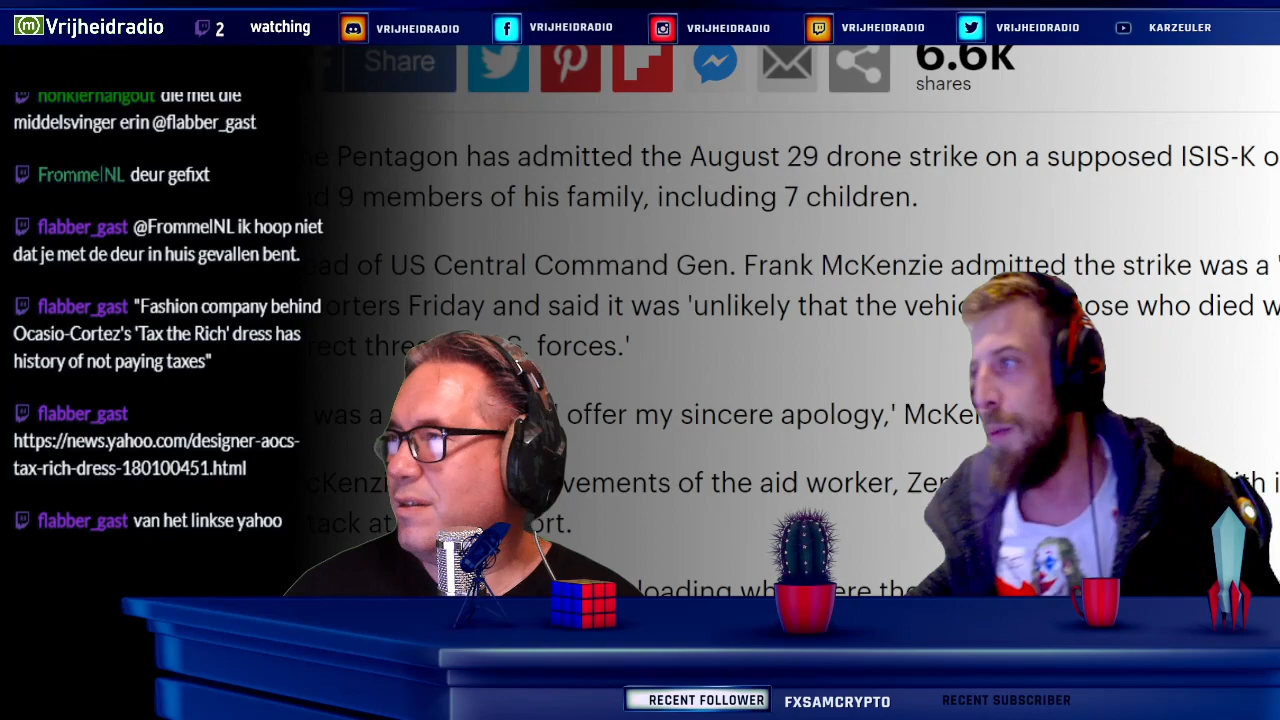 (m) Vrijheidradio
2
watching
VRIJHEIDRADIO
VRIJHEIDRADIO
VRIJHEIDRADIO
VRIJHEIDRADIO
VRIJHEIDRADIO
KARZEULER
Share
6.6k
shares
honkierhangout die met die
middelsvinger erin @flabber_gast
FrommelNL deur gefixt
flabber_gast @FrommelNL ik hoop niet
dat je met de deur in huis gevallen bent.
flabber_gast "Fashion company behind
Ocasio-Cortez's 'Tax the Rich' dress has
history of not paying taxes"
flabber_gast
https://news.yahoo.com/designer-aocs-
tax-rich-dress-180100451.html
flabber_gast van het linkse yahoo
Pentagon has admitted the August 29 drone strike on a supposed ISIS-K
9 members of his family, including 7 children.
of US Central Command Gen. Frank McKenzie admitted the strike was a
Friday and said it was 'unlikely that the those who died
forces.'
was a offer my sincere apology,'
of the aid worker,
RECENT FOLLOWER
FXSAMCRYPTO
RECENT SUBSCRIBER